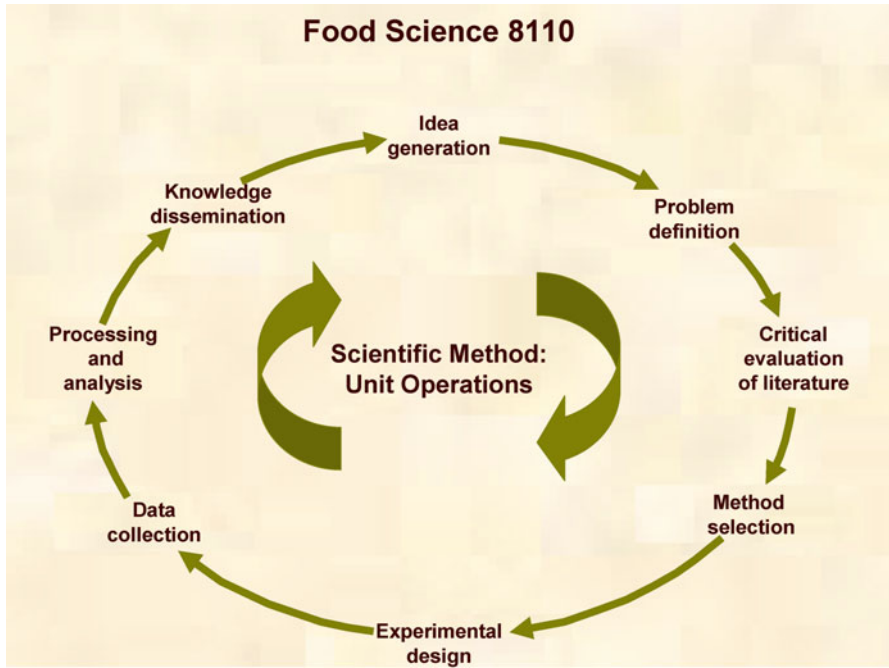 Food Science 8110
Idea
generation
Problem
definition
Critical
evaluation
of literature
Method
selection
Experimental
design
Data
collection
Processing
and
analysis
Knowledge
dissemination
Scientific Method:
Unit Operations